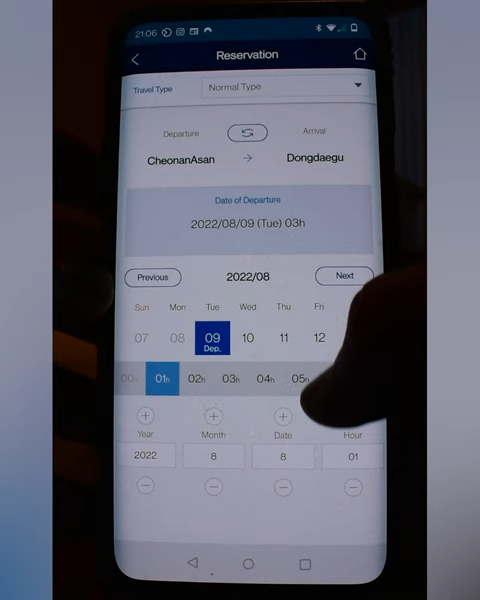 21:06
Reservation
Travel Type Normal Type
Departure Arrival
CheonanAsan → Dongdaegu
Date of Departure
2022/08/09 (Tue) 03h
Previous 2022/08 Next
Sun Mon Tue Wed Thu Fri
07 08 09 10 11 12
Dep.
00h 01h 02h 03h 04h 05h
Year Month Date Hour
2022 8 8 01